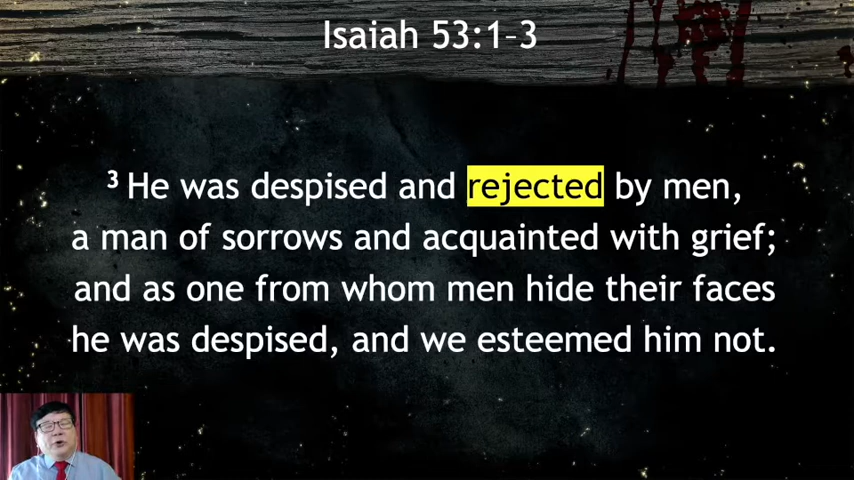 Isaiah 53:1–3
3 He was despised and rejected by men,
a man of sorrows and acquainted with grief;
and as one from whom men hide their faces
he was despised, and we esteemed him not.